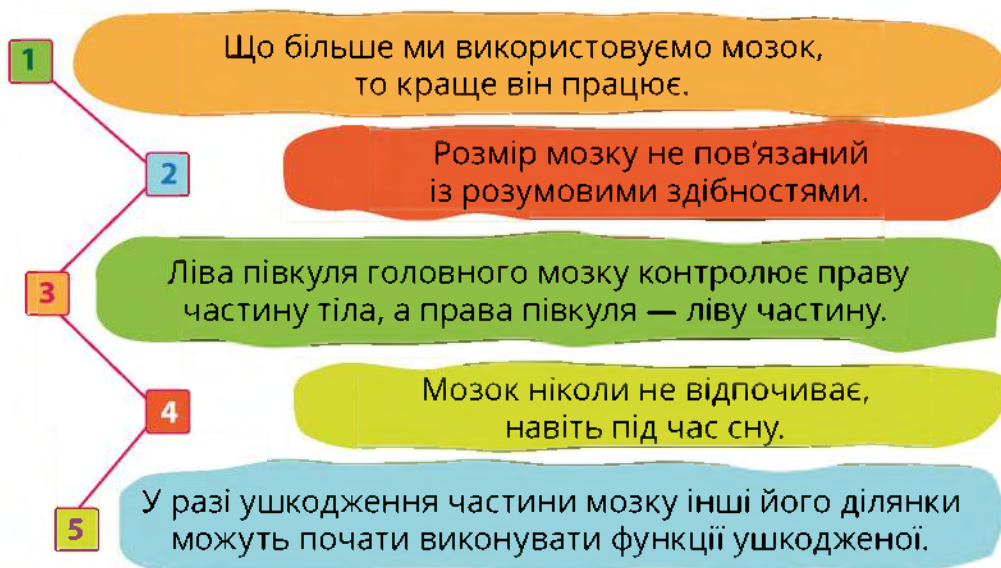 1
Що більше ми використовуємо мозок,
то краще він працює.
2
Розмір мозку не пов’язаний
із розумовими здібностями.
3
Ліва півкуля головного мозку контролює праву
частину тіла, а права півкуля — ліву частину.
4
Мозок ніколи не відпочиває,
навіть під час сну.
5
У разі ушкодження частини мозку інші його ділянки
можуть почати виконувати функції ушкодженої.